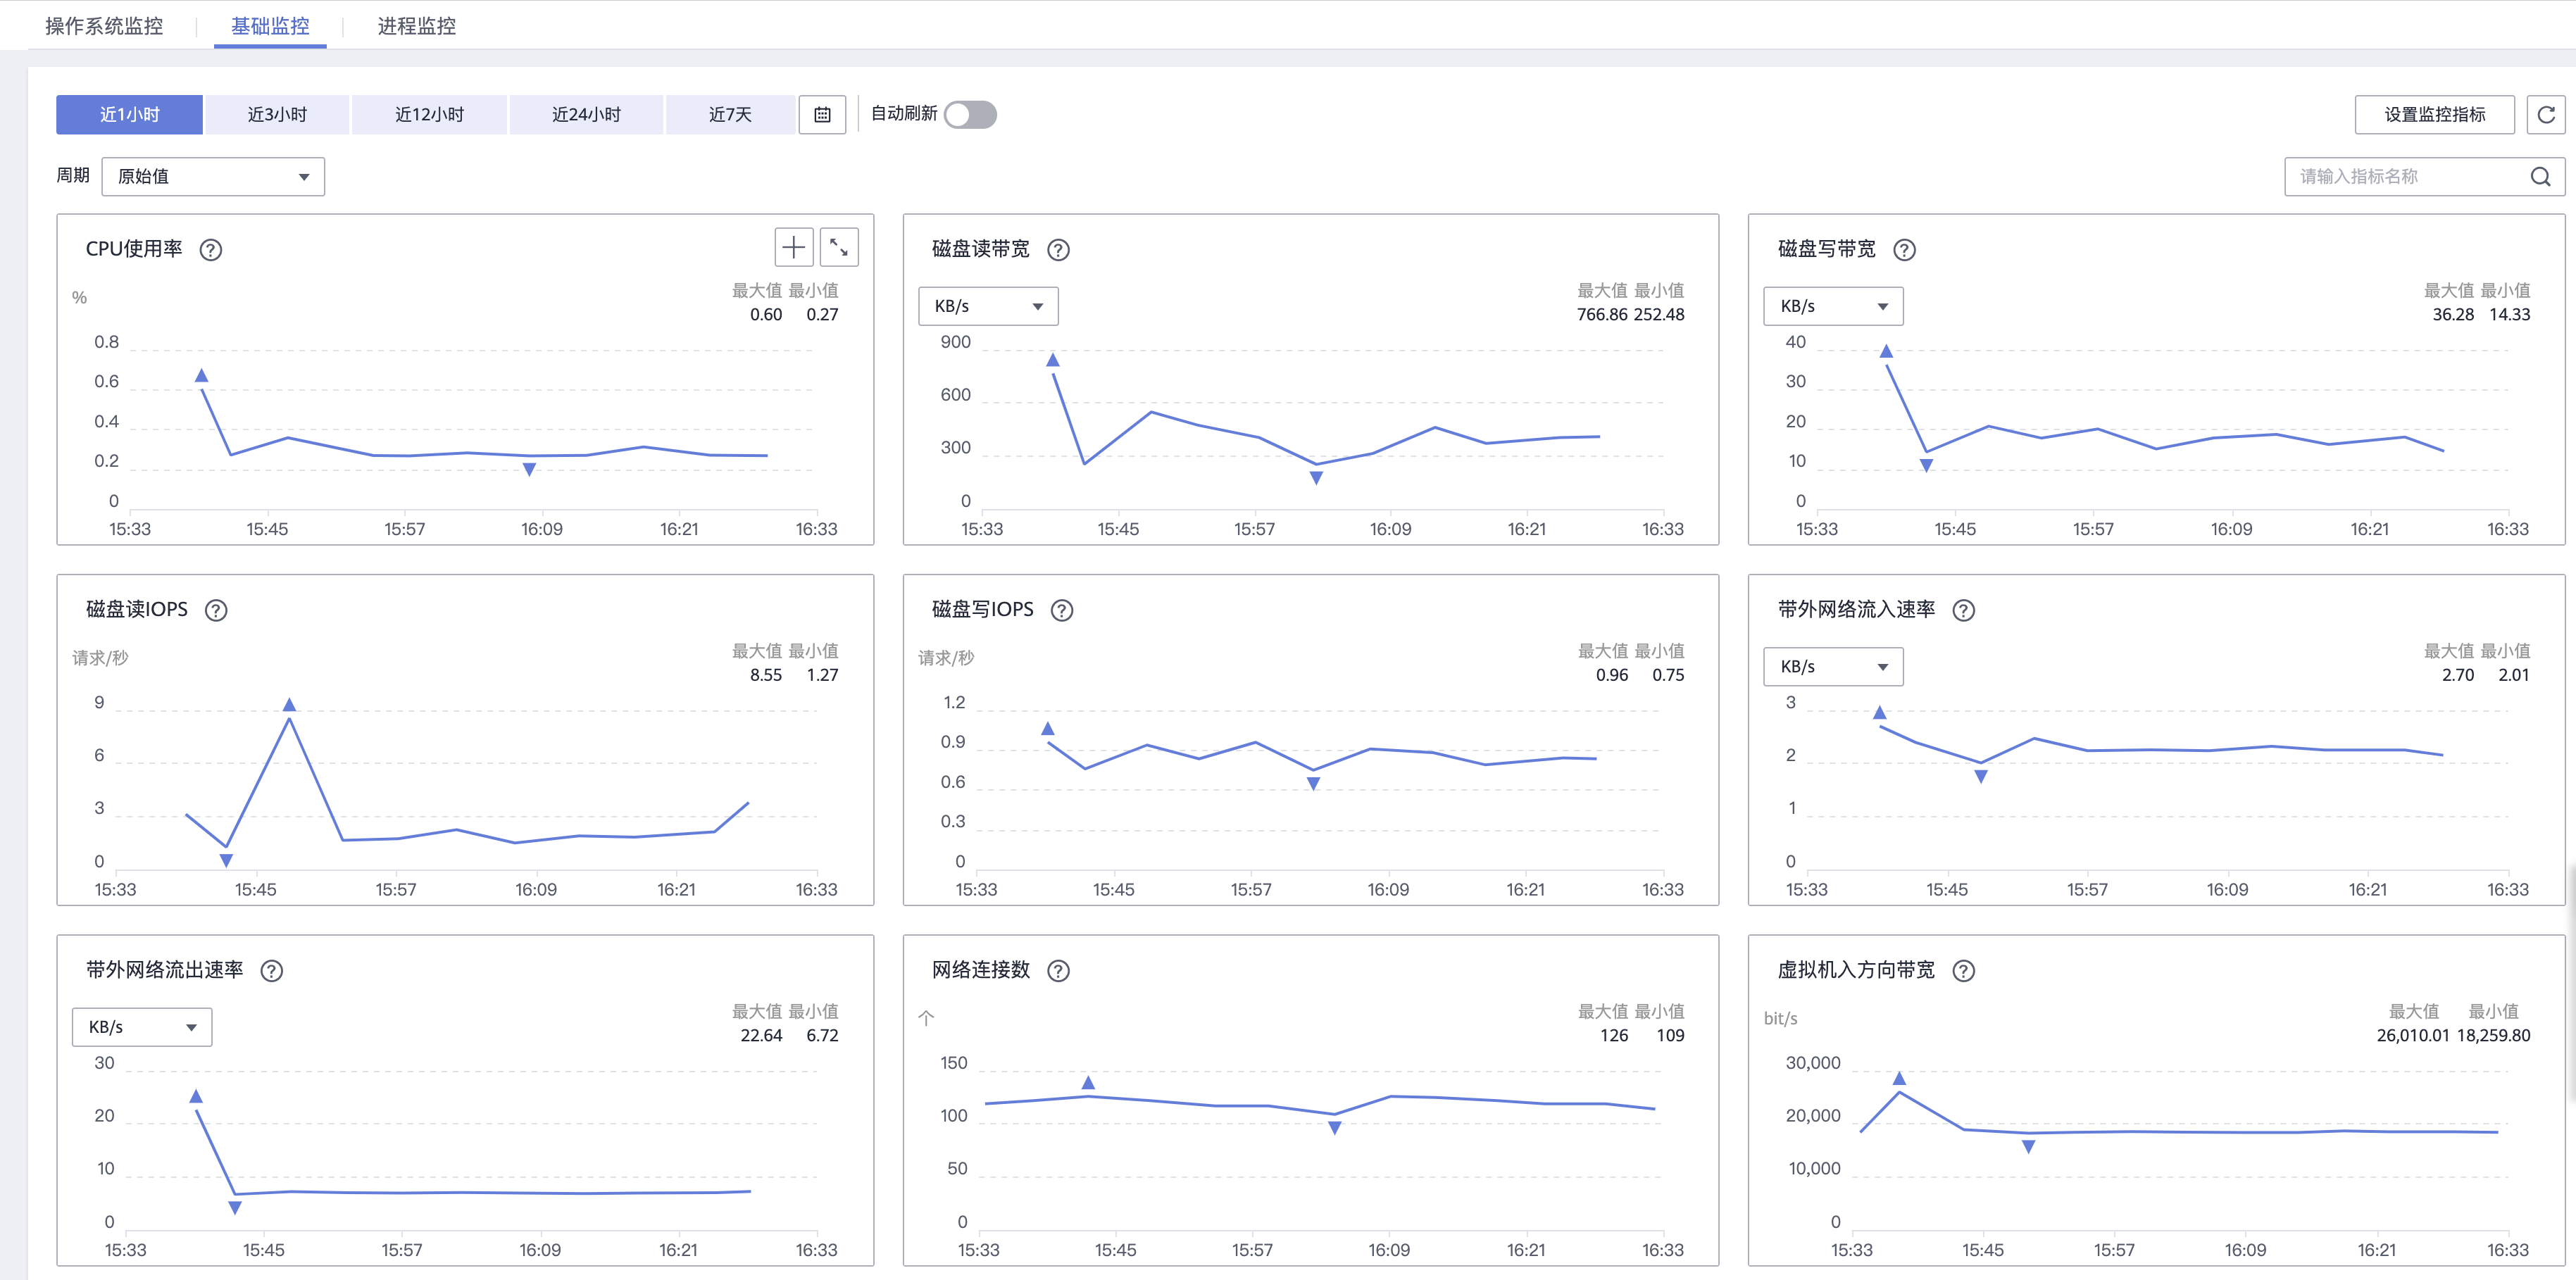 操作系统监控 基础监控 进程监控
近1小时 近3小时 近12小时 近24小时 近7天 自动刷新 设置监控指标
周期 原始值 请输入指标名称
CPU使用率
%
最大值 最小值
0.60 0.27
0.8
0.6
0.4
0.2
0
15:33 15:45 15:57 16:09 16:21 16:33
磁盘读带宽
KB/s
最大值 最小值
766.86 252.48
900
600
300
0
15:33 15:45 15:57 16:09 16:21 16:33
磁盘写带宽
KB/s
最大值 最小值
36.28 14.33
40
30
20
10
0
15:33 15:45 15:57 16:09 16:21 16:33
磁盘读IOPS
请求/秒
最大值 最小值
8.55 1.27
9
6
3
0
15:33 15:45 15:57 16:09 16:21 16:33
磁盘写IOPS
请求/秒
最大值 最小值
0.96 0.75
1.2
0.9
0.6
0.3
0
15:33 15:45 15:57 16:09 16:21 16:33
带外网络流入速率
KB/s
最大值 最小值
2.70 2.01
3
2
1
0
15:33 15:45 15:57 16:09 16:21 16:33
带外网络流出速率
KB/s
最大值 最小值
22.64 6.72
30
20
10
0
15:33 15:45 15:57 16:09 16:21 16:33
网络连接数
个
最大值 最小值
126 109
150
100
50
0
15:33 15:45 15:57 16:09 16:21 16:33
虚拟机入方向带宽
bit/s
最大值 最小值
26,010.01 18,259.80
30,000
20,000
10,000
0
15:33 15:45 15:57 16:09 16:21 16:33